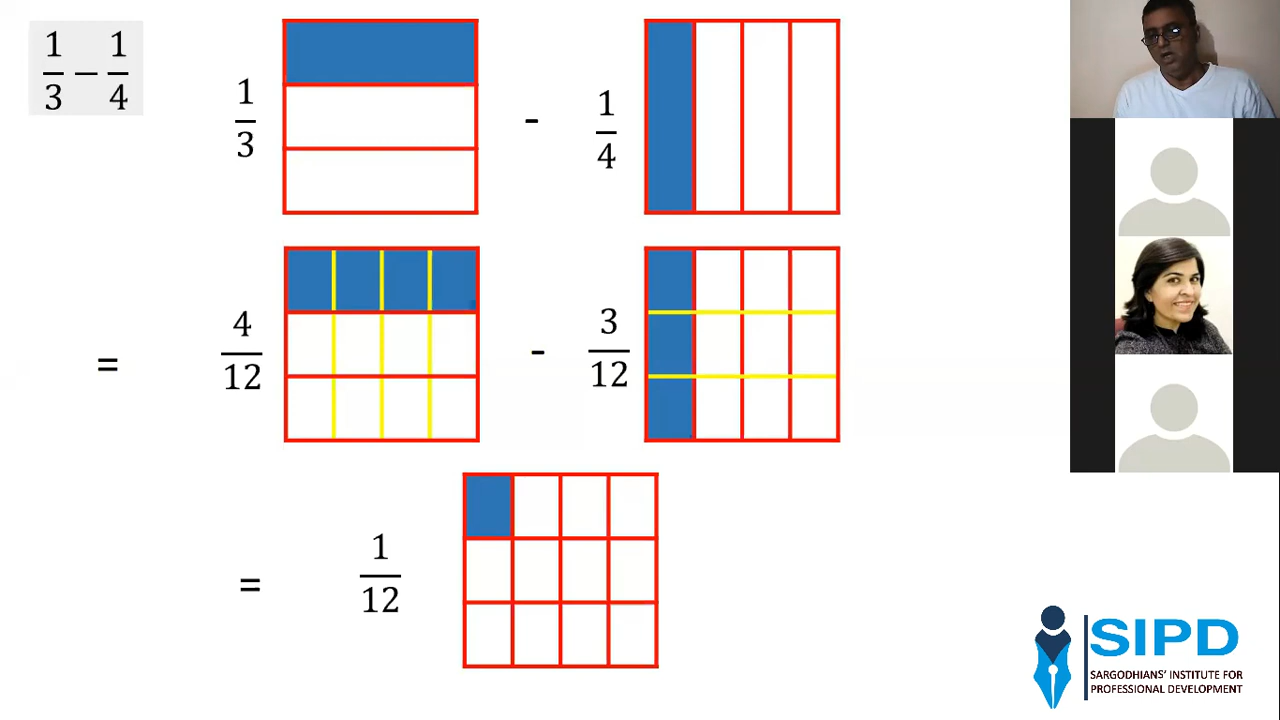 1/3 − 1/4
1/3 - 1/4
= 4/12 - 3/12
= 1/12
SIPD
SARGODHIANS' INSTITUTE FOR
PROFESSIONAL DEVELOPMENT